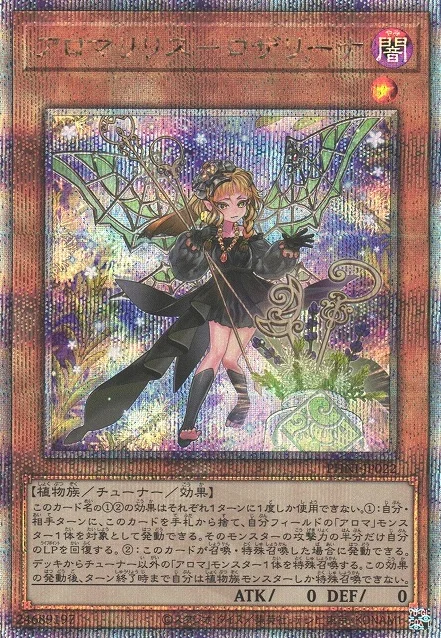 アロマリリス－ロザリーナ
闇
DBWS-JP022
【植物族／チューナー／効果】
このカード名の①②の効果はそれぞれ1ターンに1度しか使用できない。①：自分・
相手ターンに、このカードを手札から捨て、自分フィールドの「アロマ」モンス
ター1体を対象として発動できる。そのモンスターの攻撃力の半分だけ自分
のLPを回復する。②：このカードが召喚・特殊召喚した場合に発動できる。
デッキからチューナー以外の「アロマ」モンスター1体を特殊召喚する。この効果
の発動後、ターン終了時まで自分は植物族モンスターしか特殊召喚できない。
ATK/ 0 DEF/ 0